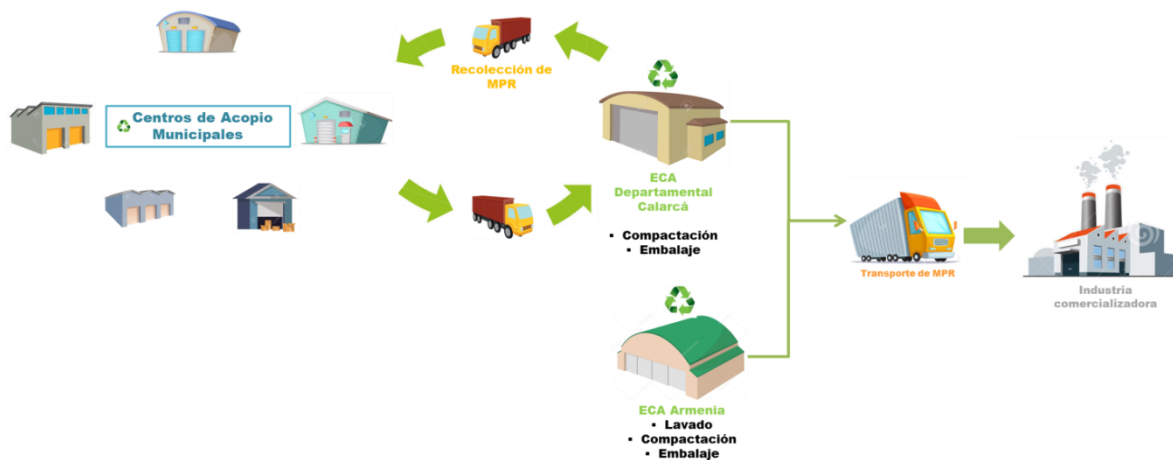 Recolección de
MPR
Centros de Acopio
Municipales
ECA
Departamental
Calarcá
▪ Compactación
▪ Embalaje
Transporte de MPR
Industria
comercializadora
ECA Armenia
▪ Lavado
▪ Compactación
▪ Embalaje